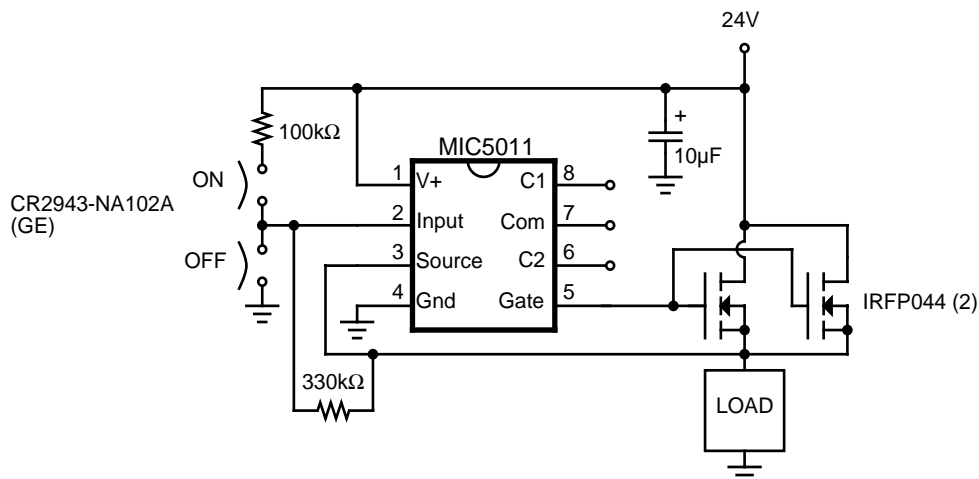 24V
100kΩ
+
10µF
MIC5011
ON
CR2943-NA102A
(GE)
OFF
1 V+ C1 8
2 Input Com 7
3 Source C2 6
4 Gnd Gate 5
IRFP044 (2)
330kΩ
LOAD